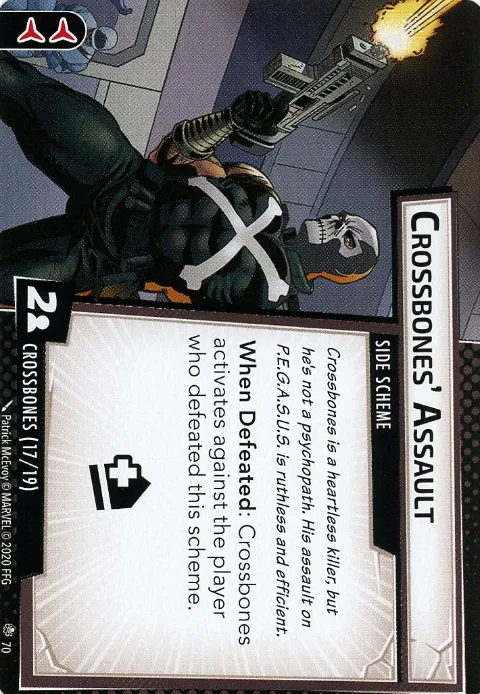 CROSSBONES' ASSAULT
SIDE SCHEME
Crossbones is a heartless killer, but
he's not a psychopath. His assault on
P.E.G.A.S.U.S. is ruthless and efficient.
When Defeated: Crossbones
activates against the player
who defeated this scheme.
2
CROSSBONES (17/19)
Patrick McEvoy © MARVEL © 2020 FFG
70